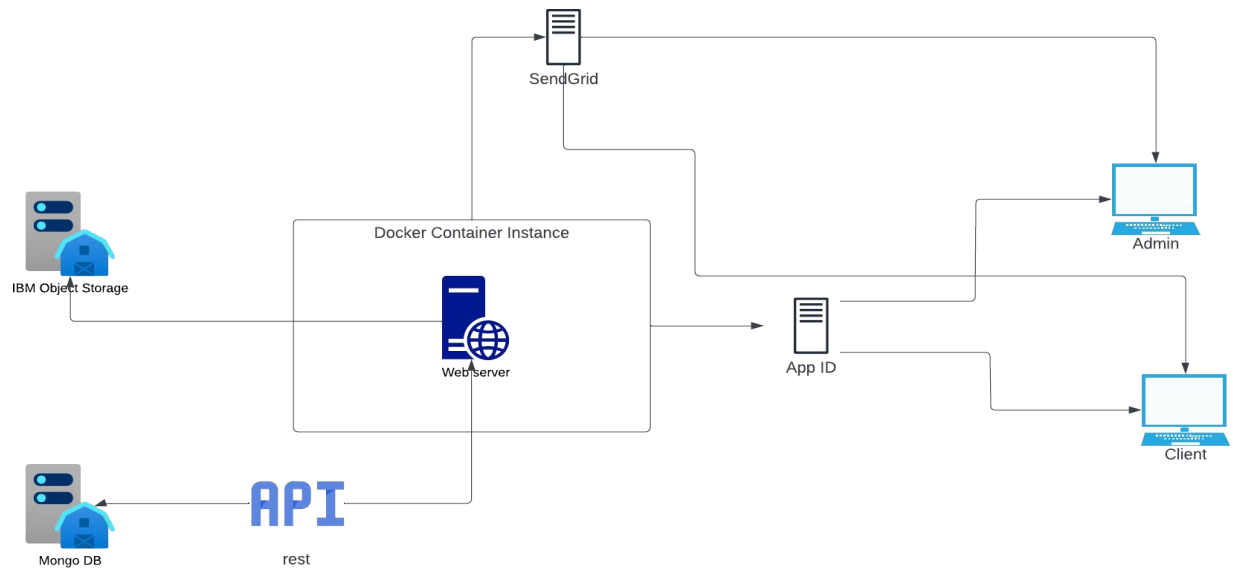 SendGrid
Docker Container Instance
Admin
IBM Object Storage
Web server
App ID
Client
API
rest
Mongo DB